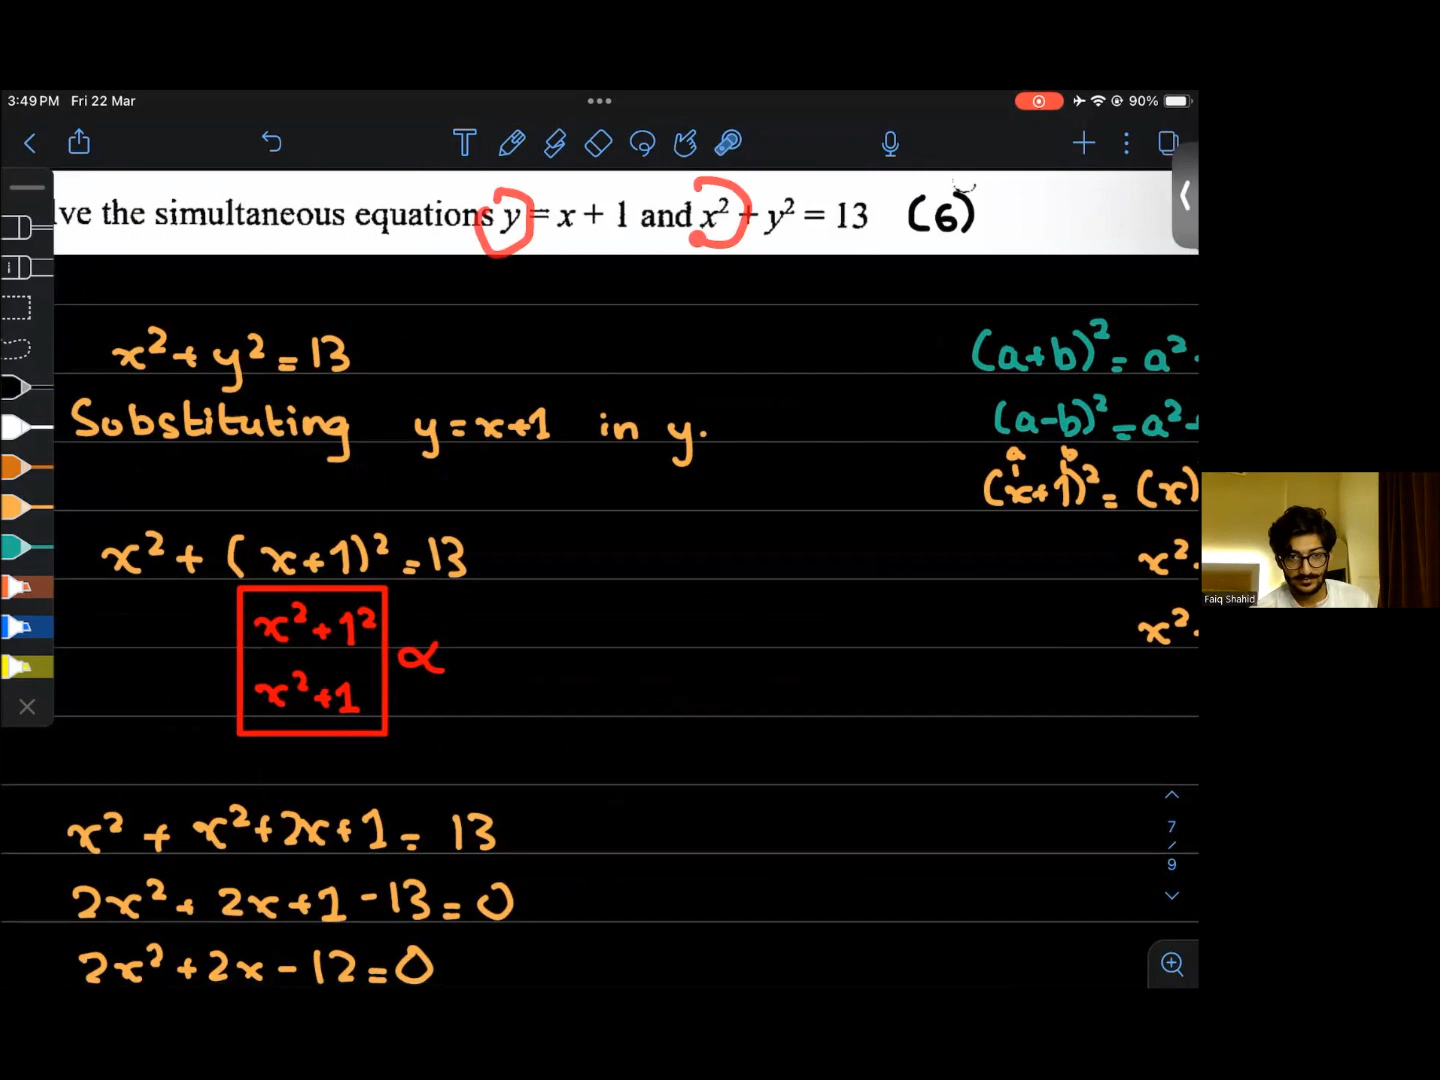 3:49 PM Fri 22 Mar
90%
T
lve the simultaneous equations y = x + 1 and x² + y² = 13 (6)
x² + y² = 13
(a+b)² = a²
Substituting y = x+1 in y.
(a-b)² = a²+
a b
(x+1)² = (x)
x² + (x+1)² = 13
x²
x² + 1²
x²
x² + 1
x² + x² + 2x + 1 = 13
2x² + 2x + 1 - 13 = 0
2x² + 2x - 12 = 0
7
/
9
Faiq Shahid